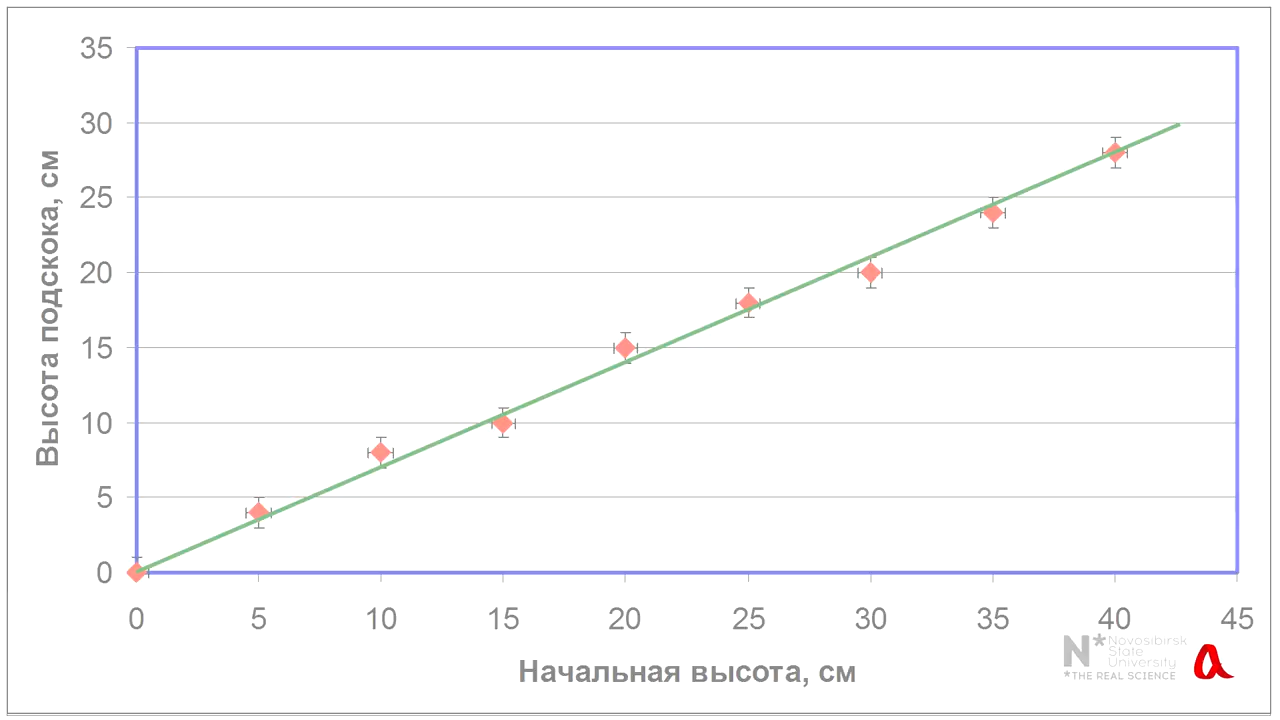 35
30
25
20
15
10
5
0
Высота подскока, см
0 5 10 15 20 25 30 35 40 45
Начальная высота, см
N* Novosibirsk
State
University
*THE REAL SCIENCE